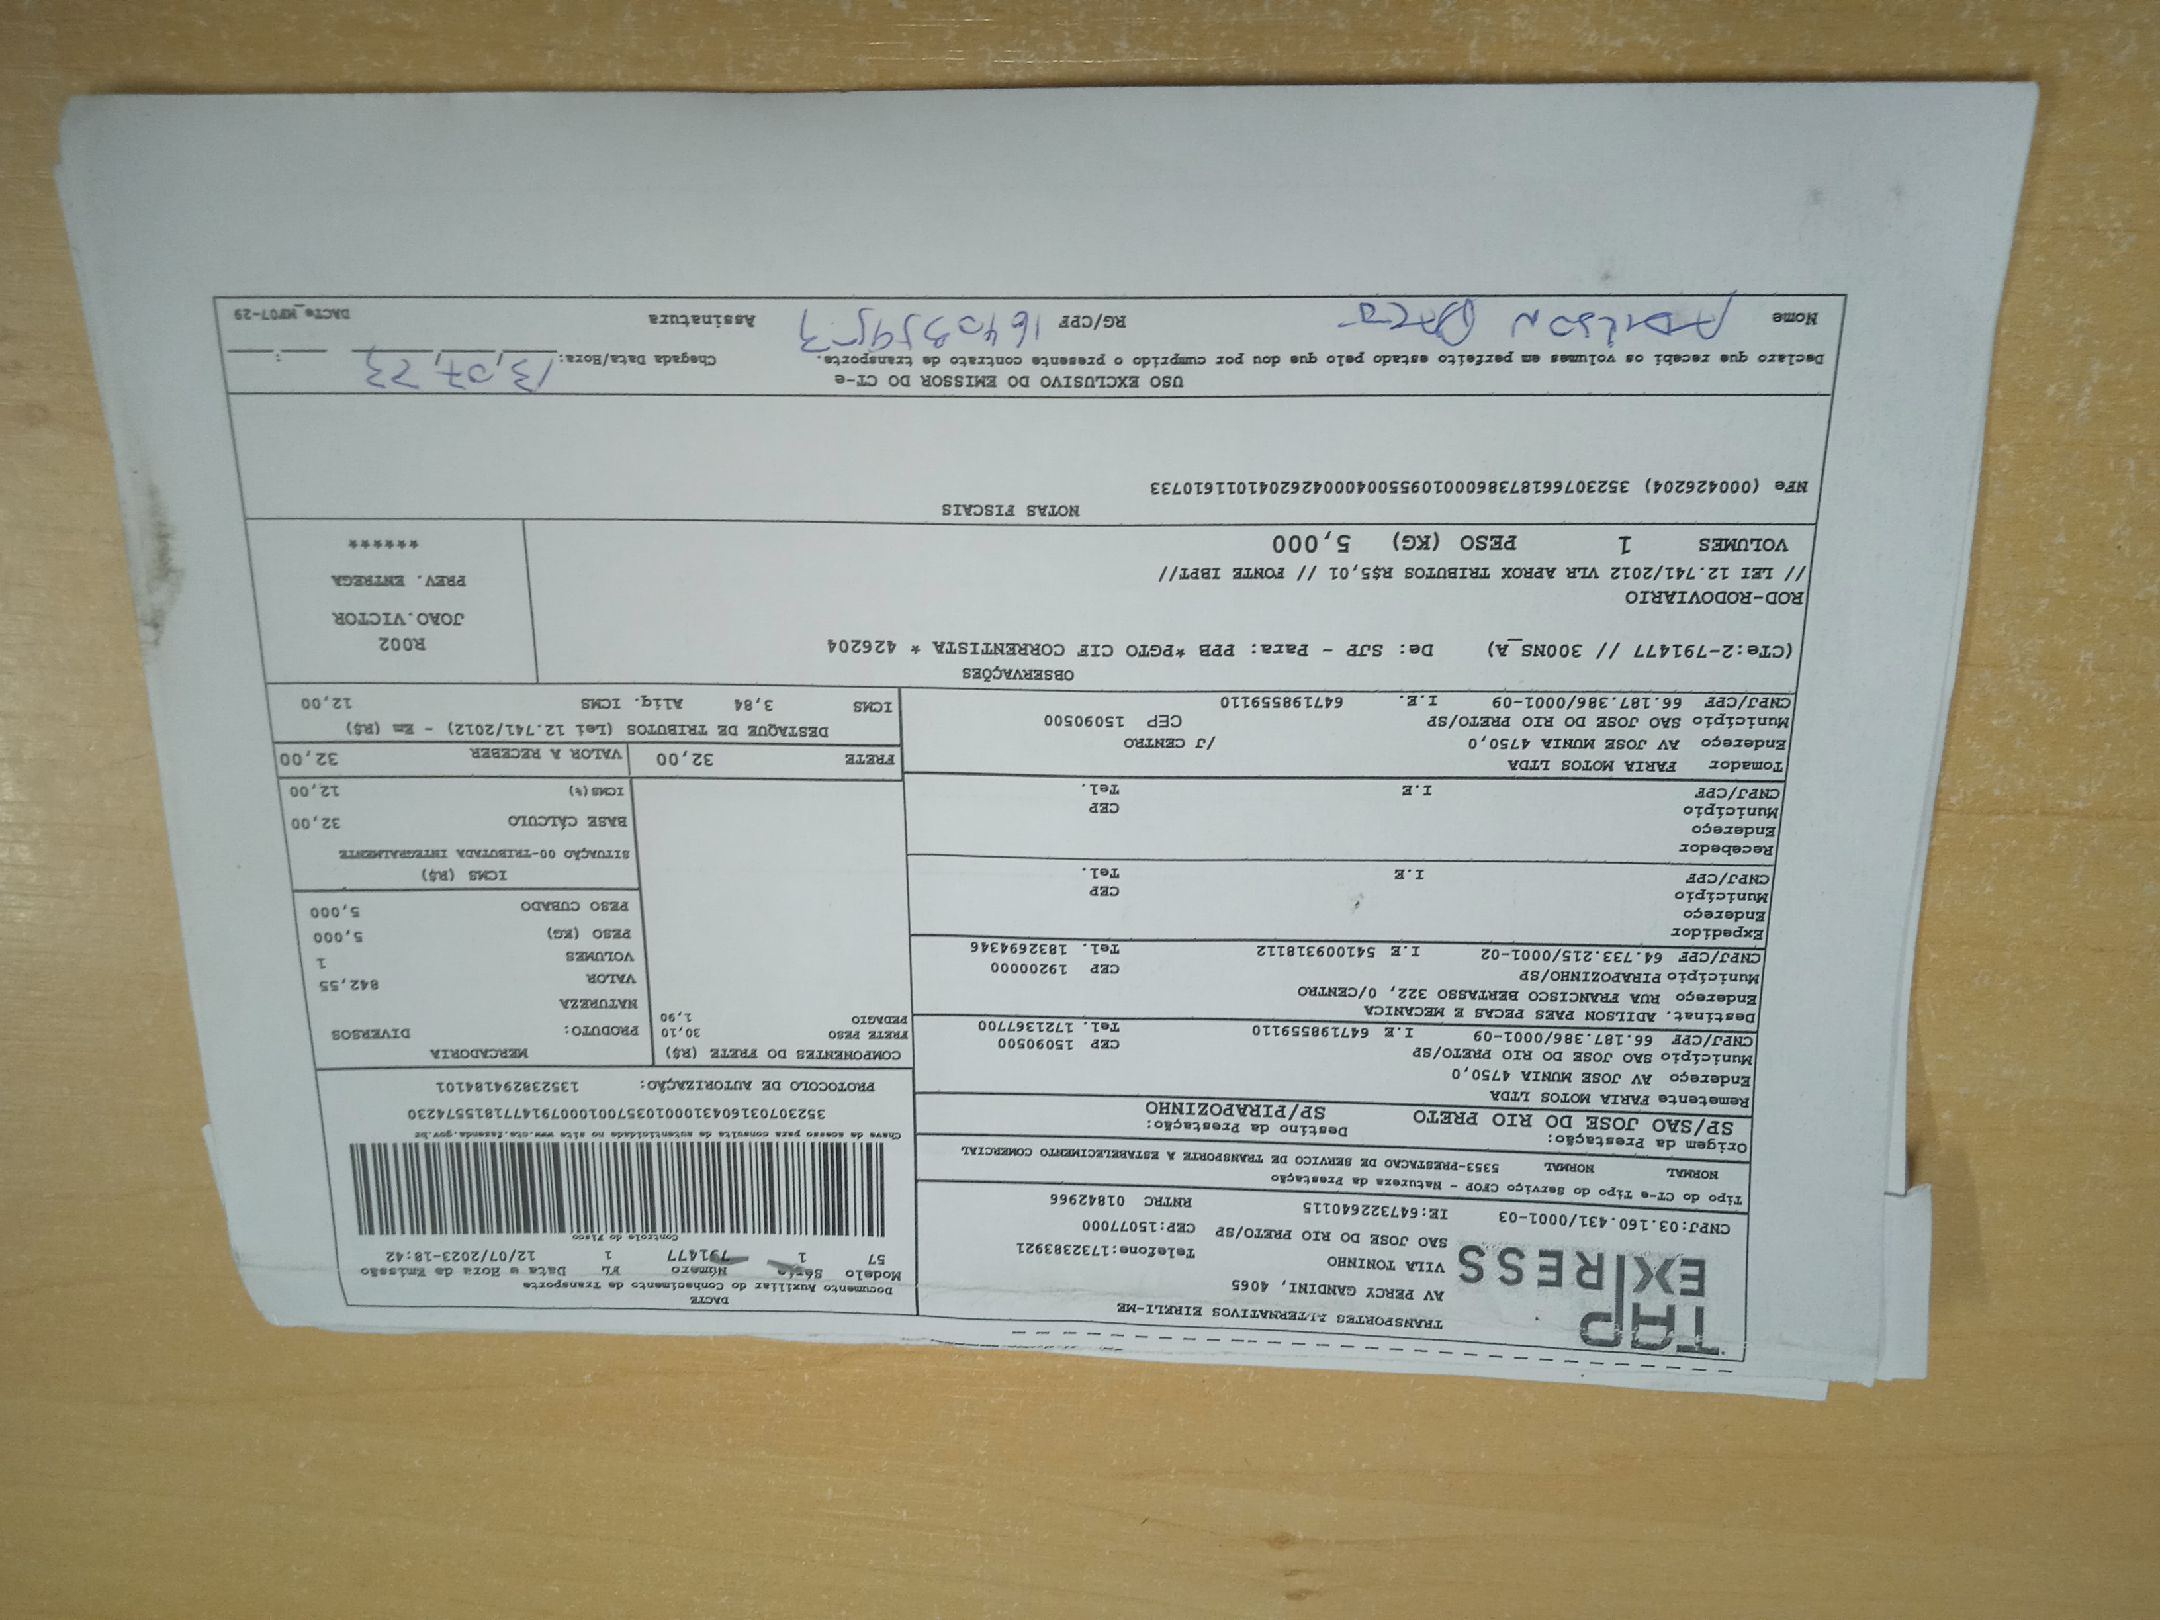 TAP
EXPRESS
TRANSPORTES ALTERNATIVOS EIRELI-ME
AV PERCY GANDINI, 4065
VILA TONINHO Telefone:1732383921
SAO JOSE DO RIO PRETO/SP CEP:15077000
CNPJ:03.160.431/0001-03 IE:647322640115 RNTRC 01842966
DACTE
Documento Auxiliar do Conhecimento de Transporte
Modelo Série Número FL Data e Hora de Emissão
57 1 791477 1 12/07/2023-18:42
Controle do Fisco
Chave de acesso para consulta de autenticidade no site www.cte.fazenda.gov.br
PROTOCOLO DE AUTORIZAÇÃO: 135238294184101
Tipo do CT-e Tipo do Serviço CFOP - Natureza da Prestação
NORMAL NORMAL 5353-PRESTACAO DE SERVICO DE TRANSPORTE A ESTABELECIMENTO COMERCIAL
Origem da Prestação: Destino da Prestação:
SP/SAO JOSE DO RIO PRETO SP/PIRAPOZINHO
Remetente FARIA MOTOS LTDA
Endereço AV JOSE MUNIA 4750,0
Município SAO JOSE DO RIO PRETO/SP CEP 15090500
CNPJ/CPF 66.187.386/0001-09 I.E 647198559110 Tel. 1721367700
Destinat. ADILSON PAES PECAS E MECANICA
Endereço RUA FRANCISCO BERTASSO 322, 0/CENTRO
Município PIRAPOZINHO/SP CEP 19200000
CNPJ/CPF 64.733.215/0001-02 I.E 541009318112 Tel. 1832694346
Expedidor
Endereço
Município CEP
CNPJ/CPF I.E Tel.
Recebedor
Endereço
Município CEP
CNPJ/CPF I.E Tel.
Tomador FARIA MOTOS LTDA
Endereço AV JOSE MUNIA 4750,0 /J CENTRO
Município SAO JOSE DO RIO PRETO/SP CEP 15090500
CNPJ/CPF 66.187.386/0001-09 I.E. 647198559110
COMPONENTES DO FRETE (R$)
FRETE PESO 30,10
PEDAGIO 1,90
MERCADORIA
PRODUTO: DIVERSOS
NATUREZA
VALOR 842,55
VOLUMES 1
PESO (KG) 5,000
PESO CUBADO 5,000
ICMS (R$)
SITUAÇÃO 00-TRIBUTADA INTEGRALMENTE
BASE CÁLCULO 32,00
ICMS(%) 12,00
FRETE 32,00 VALOR A RECEBER 32,00
DESTAQUE DE TRIBUTOS (Lei 12.741/2012) - Em (R$)
ICMS 3,84 Aliq. ICMS 12,00
OBSERVAÇÕES
(CTe:2-791477 // 300NS_A) De: SJP - Para: PPB *PGTO CIF CORRENTISTA * 426204
ROD-RODOVIARIO
// LEI 12.741/2012 VLR APROX TRIBUTOS R$5,01 // FONTE IBPT//
VOLUMES 1 PESO (KG) 5,000
R002
JOAO.VICTOR
PREV. ENTREGA
******
NOTAS FISCAIS
NFe (000426204) 35230766187386000109550040004262041011610733
USO EXCLUSIVO DO EMISSOR DO CT-e
Declaro que recebi os volumes em perfeito estado pelo que dou por cumprido o presente contrato de transporte. Chegada Data/Hora: 13,07,23 :
Nome ADILSON RG/CPF Assinatura
DACTe_MF07-29